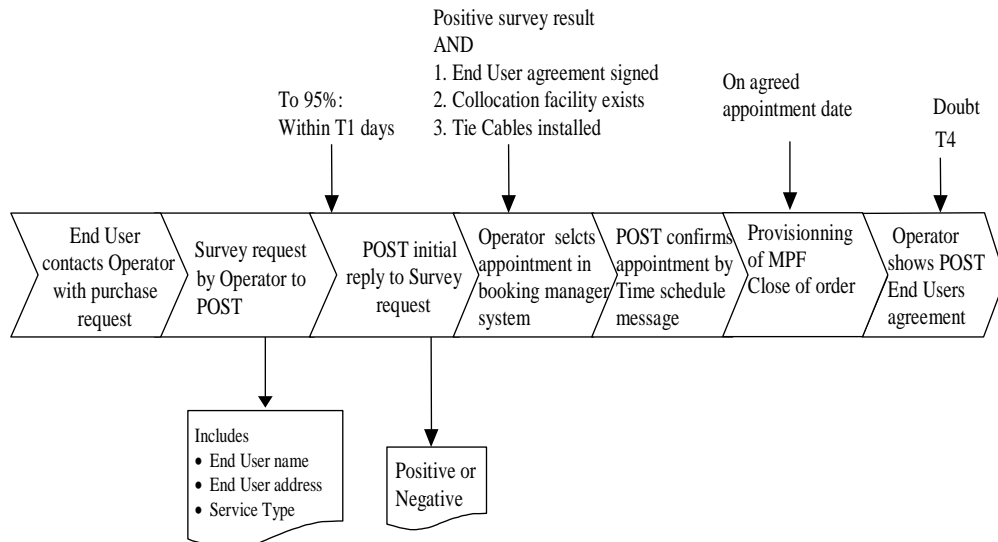 Positive survey result
AND
1. End User agreement signed
2. Collocation facility exists
3. Tie Cables installed
To 95%:
Within T1 days
On agreed
appointment date
Doubt
T4
End User
contacts Operator
with purchase
request
Survey request
by Operator to
POST
POST initial
reply to Survey
request
Operator selcts
appointment in
booking manager
system
POST confirms
appointment by
Time schedule
message
Provisionning
of MPF
Close of order
Operator
shows POST
End Users
agreement
Includes
• End User name
• End User address
• Service Type
Positive or
Negative